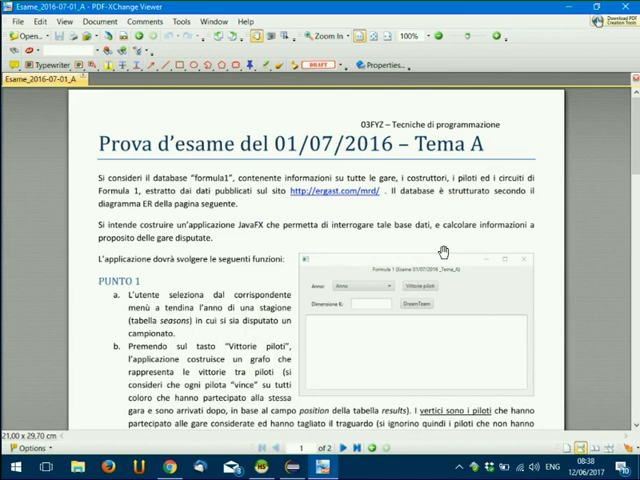 Esame_2016-07-01_A - PDF-XChange Viewer
File Edit View Document Comments Tools Window Help
Download PDF
Creation Tools
Open... Zoom In 100%
Typewriter DRAFT Properties...
Esame_2016-07-01_A
03FYZ – Tecniche di programmazione
Prova d'esame del 01/07/2016 – Tema A
Si consideri il database “formula1”, contenente informazioni su tutte le gare, i costruttori, i piloti ed i circuiti di
Formula 1, estratto dai dati pubblicati sul sito http://ergast.com/mrd/ . Il database è strutturato secondo il
diagramma ER della pagina seguente.
Si intende costruire un'applicazione JavaFX che permetta di interrogare tale base dati, e calcolare informazioni a
proposito delle gare disputate.
L'applicazione dovrà svolgere le seguenti funzioni:
PUNTO 1
a. L'utente seleziona dal corrispondente
menù a tendina l'anno di una stagione
(tabella seasons) in cui si sia disputato un
campionato.
b. Premendo sul tasto “Vittorie piloti”,
l'applicazione costruisce un grafo che
rappresenta le vittorie tra piloti (si
consideri che ogni pilota “vince” su tutti
coloro che hanno partecipato alla stessa
gara e sono arrivati dopo, in base al campo position della tabella results). I vertici sono i piloti che hanno
partecipato alle gare considerate ed hanno tagliato il traguardo (si ignorino quindi i piloti che non hanno
Formula 1 (Esame 01/07/2016 _Tema_A)
Anno: Anno Vittorie piloti
Dimensione K: DreamTeam
21,00 x 29,70 cm
Options 1 of 2
ENG
08:38
12/06/2017